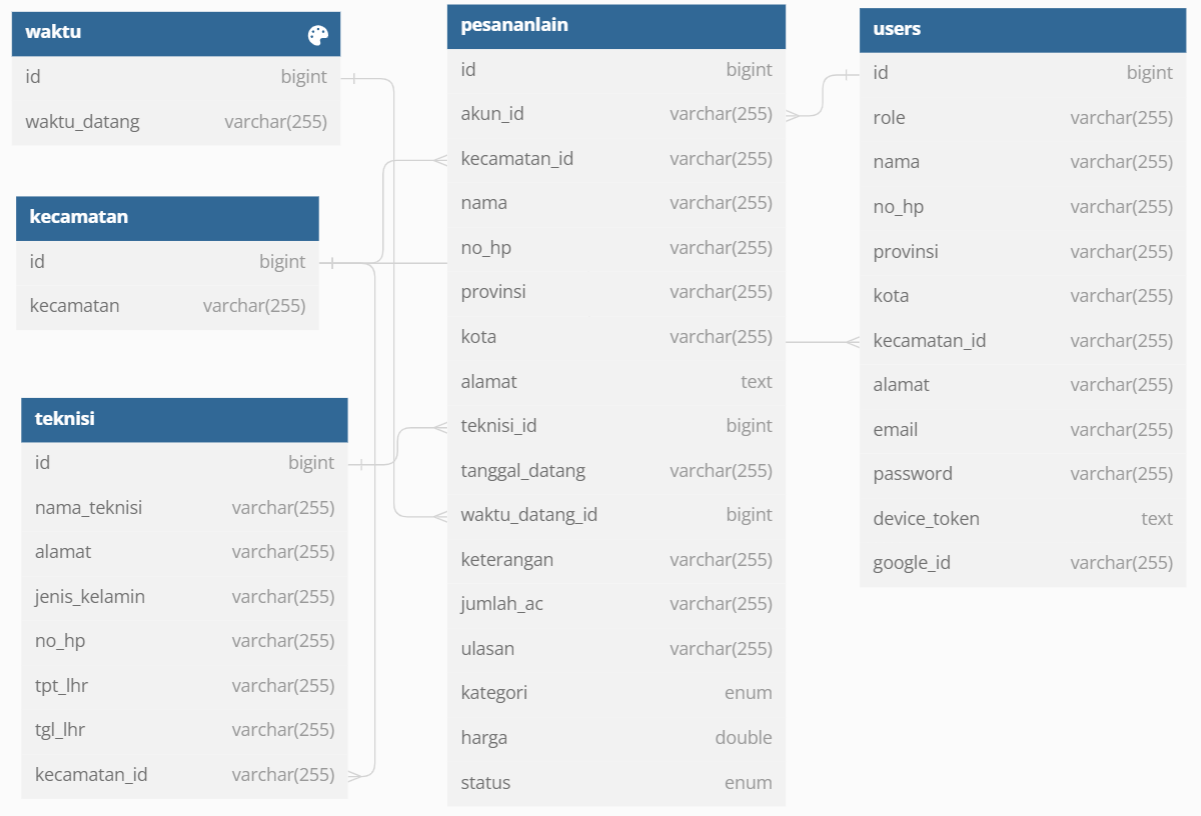 waktu
id bigint
waktu_datang varchar(255)
kecamatan
id bigint
kecamatan varchar(255)
teknisi
id bigint
nama_teknisi varchar(255)
alamat varchar(255)
jenis_kelamin varchar(255)
no_hp varchar(255)
tpt_lhr varchar(255)
tgl_lhr varchar(255)
kecamatan_id varchar(255)
pesananlain
id bigint
akun_id varchar(255)
kecamatan_id varchar(255)
nama varchar(255)
no_hp varchar(255)
provinsi varchar(255)
kota varchar(255)
alamat text
teknisi_id bigint
tanggal_datang varchar(255)
waktu_datang_id bigint
keterangan varchar(255)
jumlah_ac varchar(255)
ulasan varchar(255)
kategori enum
harga double
status enum
users
id bigint
role varchar(255)
nama varchar(255)
no_hp varchar(255)
provinsi varchar(255)
kota varchar(255)
kecamatan_id varchar(255)
alamat varchar(255)
email varchar(255)
password varchar(255)
device_token text
google_id varchar(255)